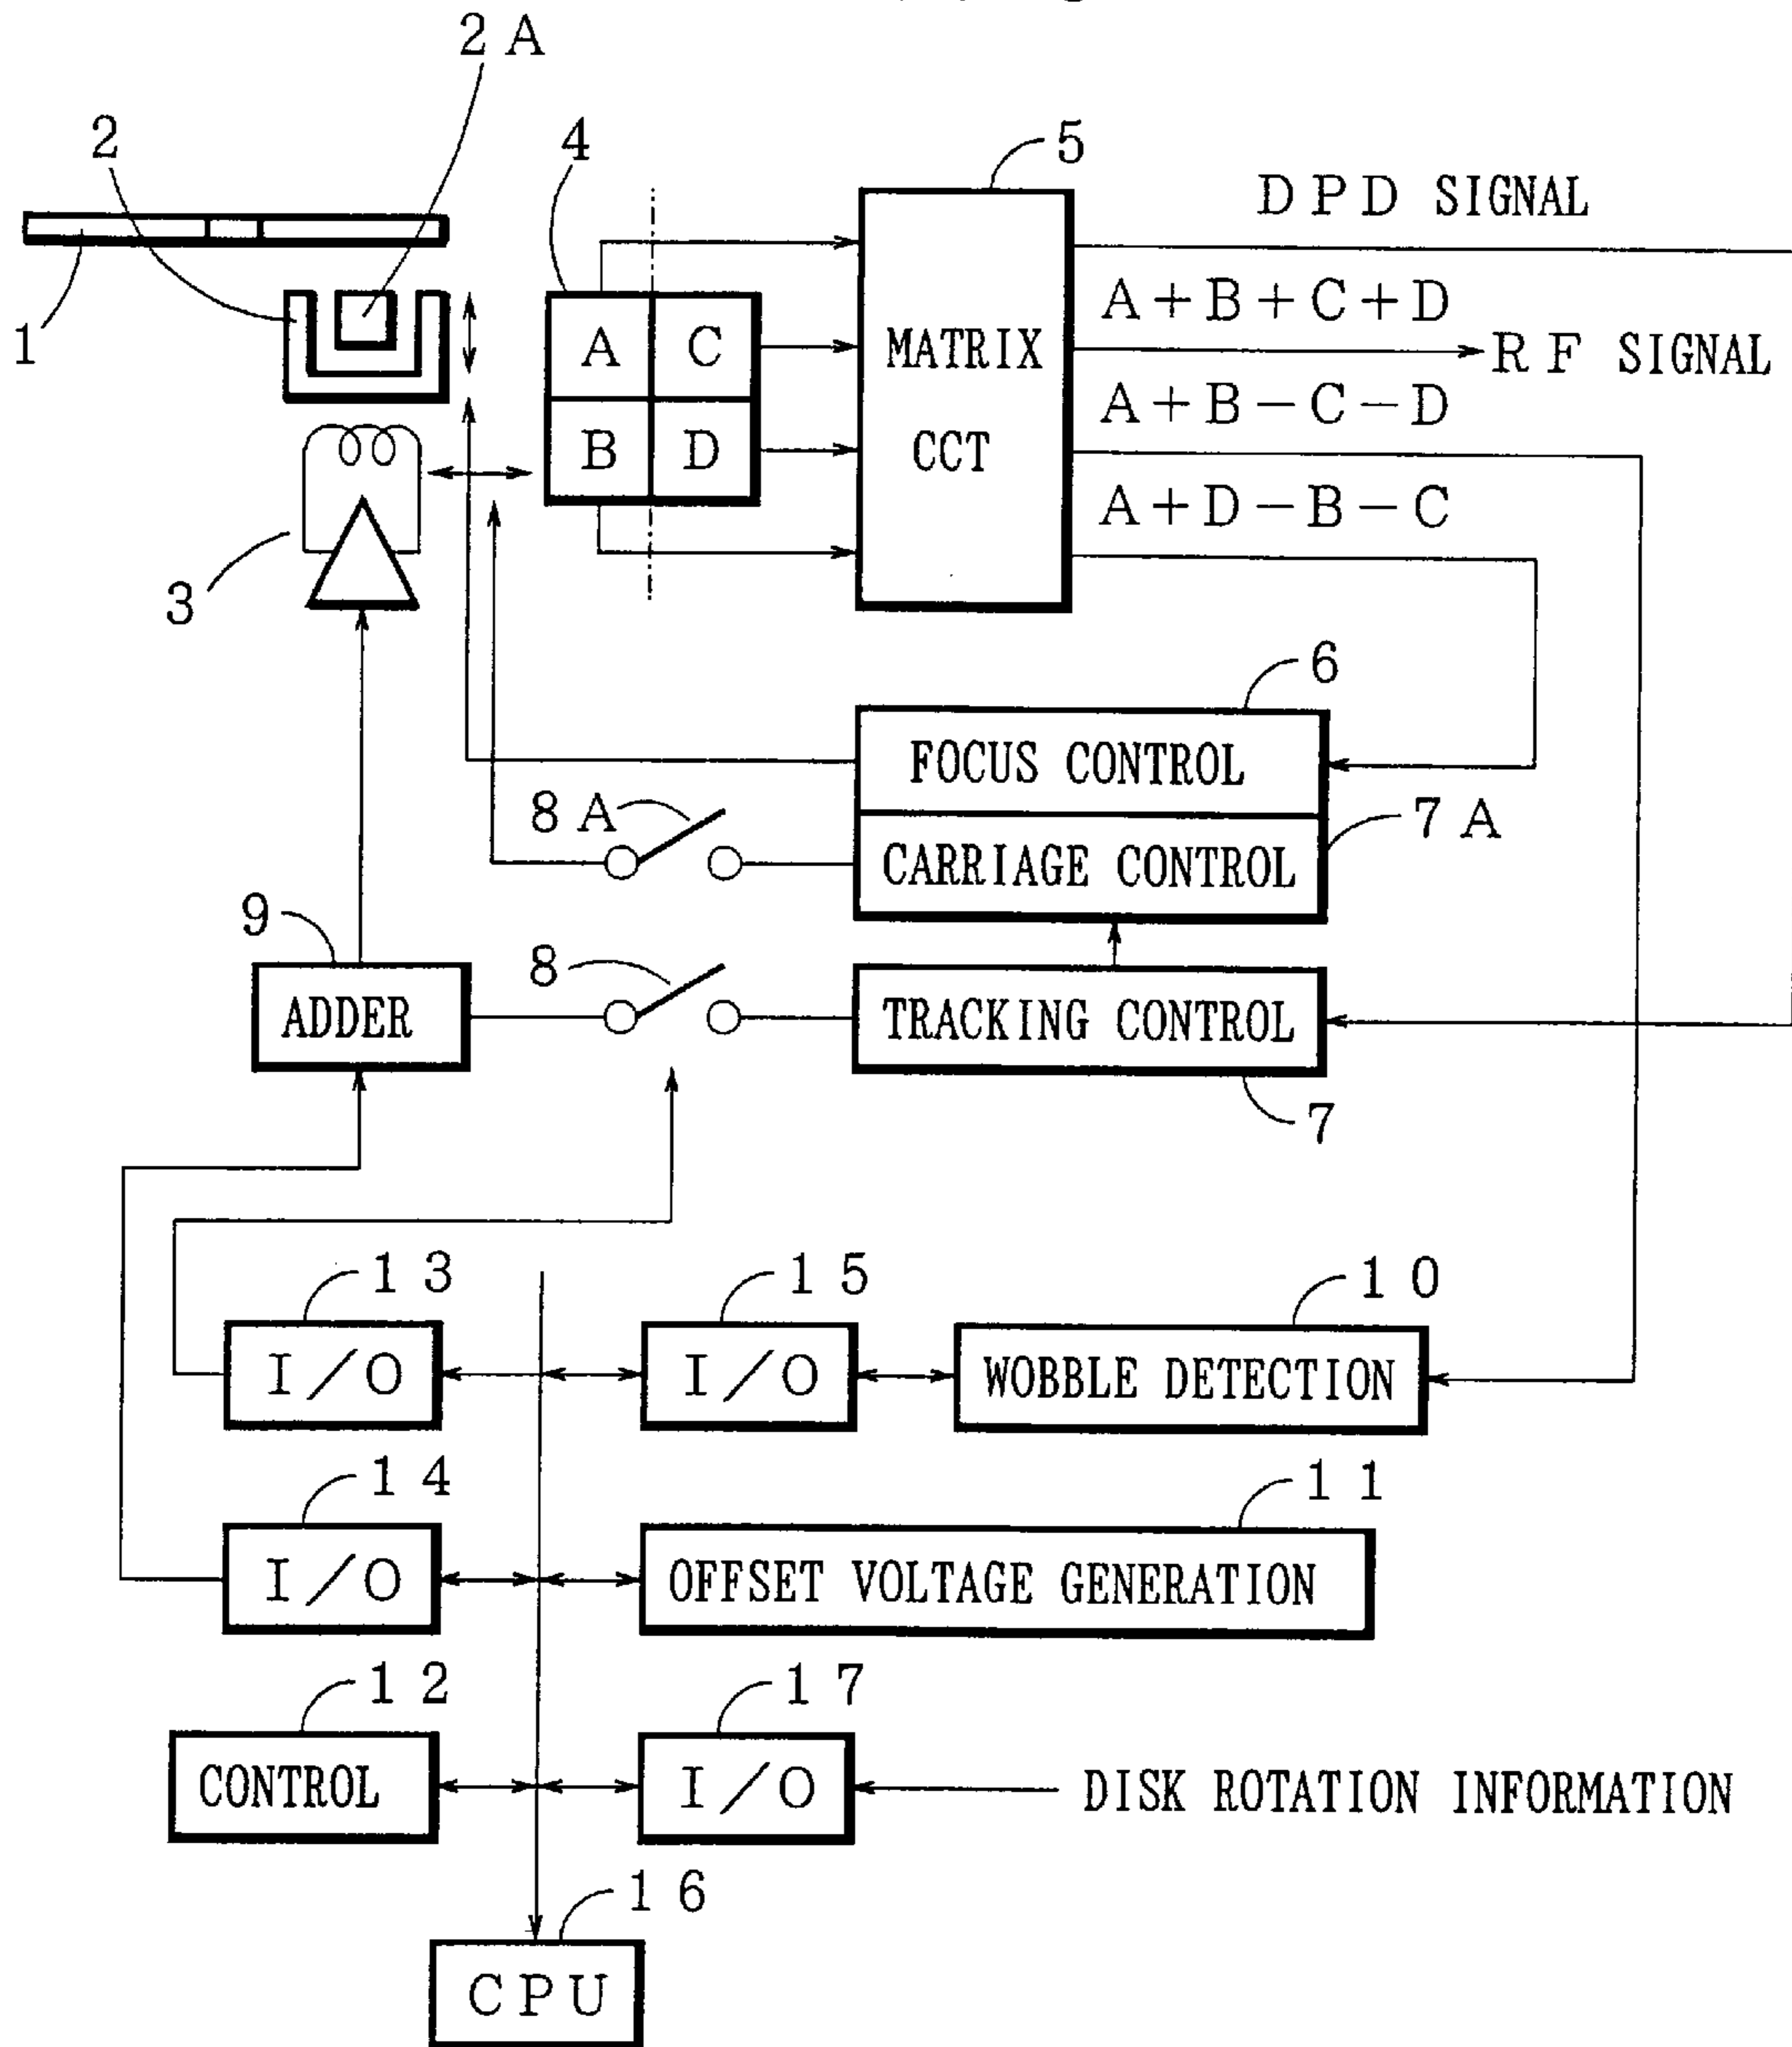 2A
2
4
5
DPD SIGNAL
1
A
C
B
D
MATRIX
CCT
A+B+C+D
RF SIGNAL
A+B-C-D
A+D-B-C
3
6
FOCUS CONTROL
8A
7A
CARRIAGE CONTROL
9
8
ADDER
TRACKING CONTROL
7
13
15
10
I/O
I/O
WOBBLE DETECTION
14
11
I/O
OFFSET VOLTAGE GENERATION
12
17
CONTROL
I/O
DISK ROTATION INFORMATION
16
CPU